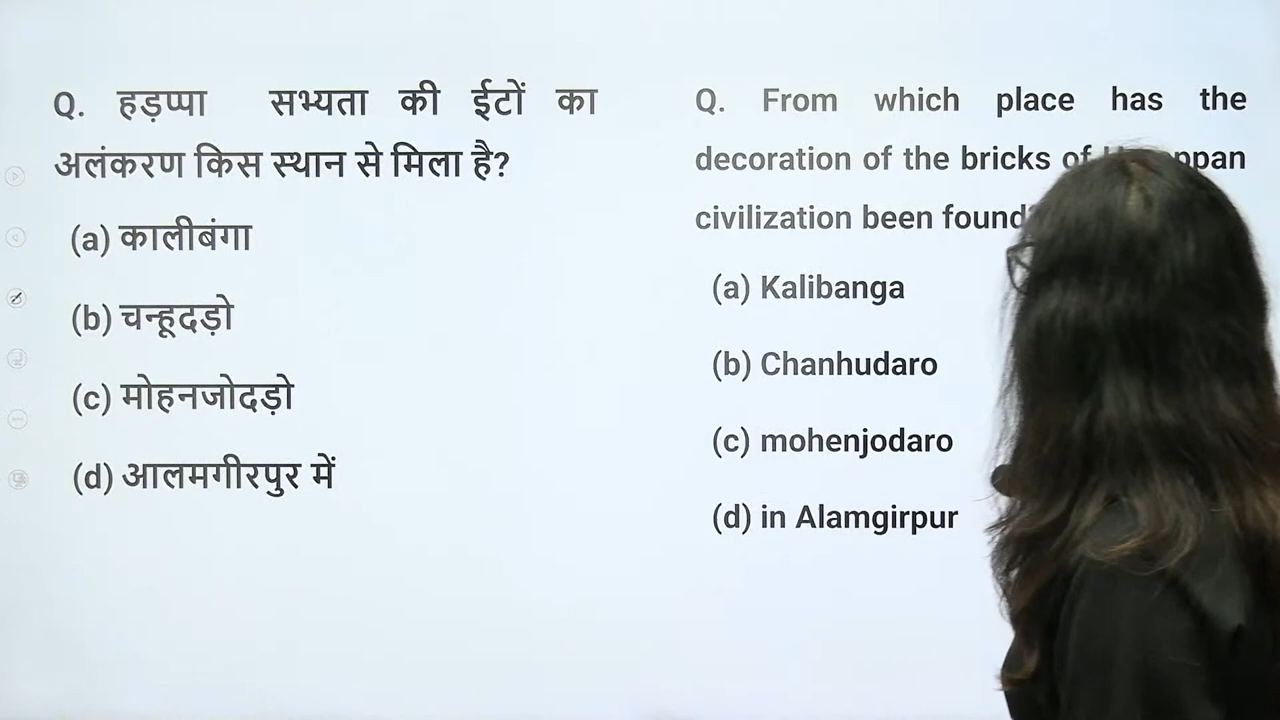 Q. हड़प्पा सभ्यता की ईटों का
अलंकरण किस स्थान से मिला है?
(a) कालीबंगा
(b) चन्हूदड़ो
(c) मोहनजोदड़ो
(d) आलमगीरपुर में
Q. From which place has the
decoration of the bricks of
civilization been found
(a) Kalibanga
(b) Chanhudaro
(c) mohenjodaro
(d) in Alamgirpur